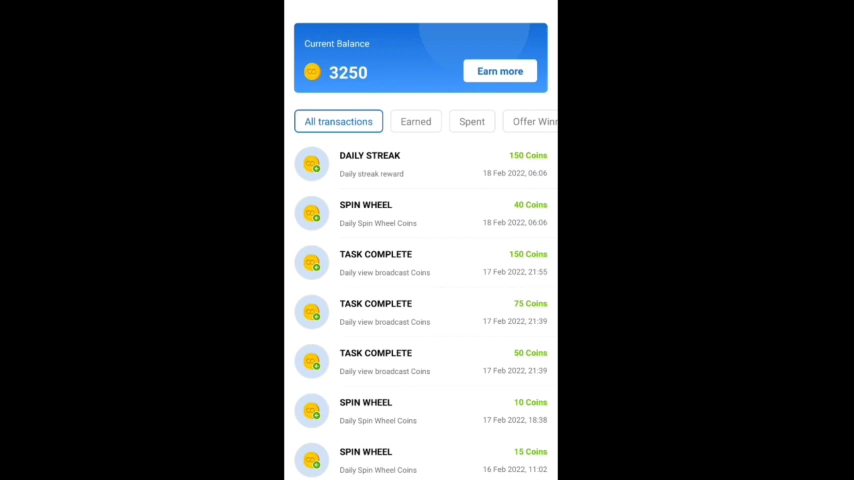 Current Balance
3250
Earn more
All transactions Earned Spent Offer Winn
DAILY STREAK 150 Coins
Daily streak reward 18 Feb 2022, 06:06
SPIN WHEEL 40 Coins
Daily Spin Wheel Coins 18 Feb 2022, 06:06
TASK COMPLETE 150 Coins
Daily view broadcast Coins 17 Feb 2022, 21:55
TASK COMPLETE 75 Coins
Daily view broadcast Coins 17 Feb 2022, 21:39
TASK COMPLETE 50 Coins
Daily view broadcast Coins 17 Feb 2022, 21:39
SPIN WHEEL 10 Coins
Daily Spin Wheel Coins 17 Feb 2022, 18:38
SPIN WHEEL 15 Coins
Daily Spin Wheel Coins 16 Feb 2022, 11:02